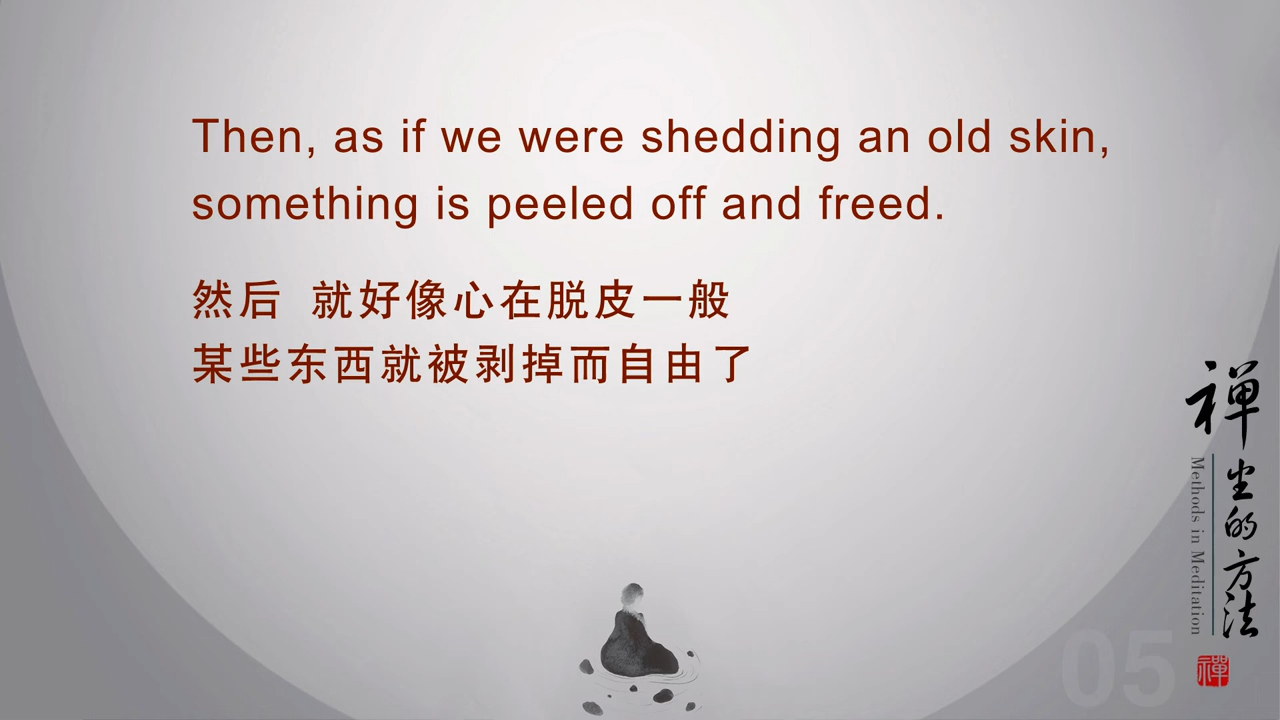 Then, as if we were shedding an old skin,
something is peeled off and freed.
然后 就好像心在脱皮一般
某些东西就被剥掉而自由了
禅坐的方法
Methods in Meditation
05
禪